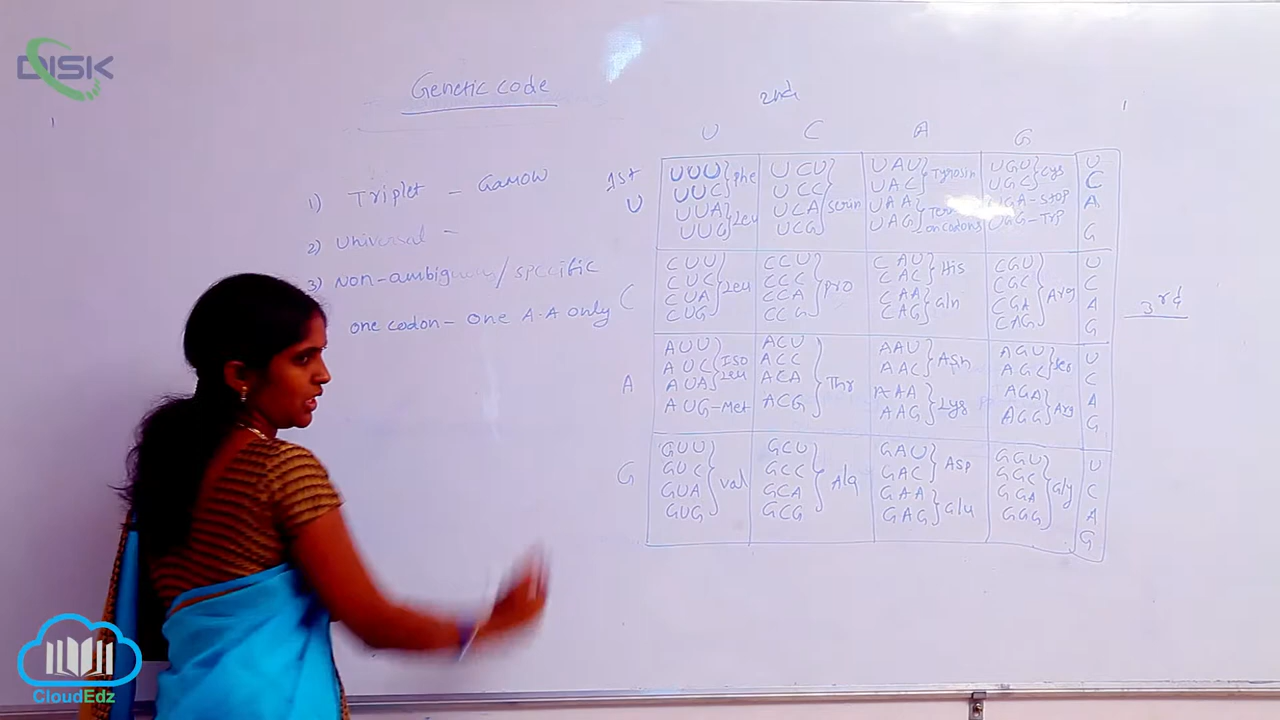 DISK
Genetic code
1) Triplet - Gamow
2) Universal -
3) Non-ambiguous/specific
one codon - one A.A only
2nd
U C A G
1st
U
UUU } phe
UUC
UUA } Leu
UUG
UCU
UCC
UCA } serin
UCG
UAU } Tyrosin
UAC
UAA
UAG
on codons
UGU } Cys
UGC
UGA - STOP
UGG - Trp
U
C
A
G
C
CUU
CUC } Leu
CUA
CUG
CCU
CCC } pro
CCA
CCG
CAU } His
CAC
CAA } Gln
CAG
CGU
CGC } Arg
CGA
CAG
U
C
A
G
3rd
A
AUU } ISO
AUC Leu
AUA
AUG - Met
ACU
ACC } Thr
ACA
ACG
AAU } Asn
AAC
AAA } Lys
AAG
AGU } Ser
AGC
AGA } Arg
AGG
U
C
A
G
G
GUU
GUC } val
GUA
GUG
GCU
GCC } Ala
GCA
GCG
GAU } Asp
GAC
GAA } Glu
GAG
GGU
GGC } Gly
GGA
GGG
U
C
A
G
CloudEdz